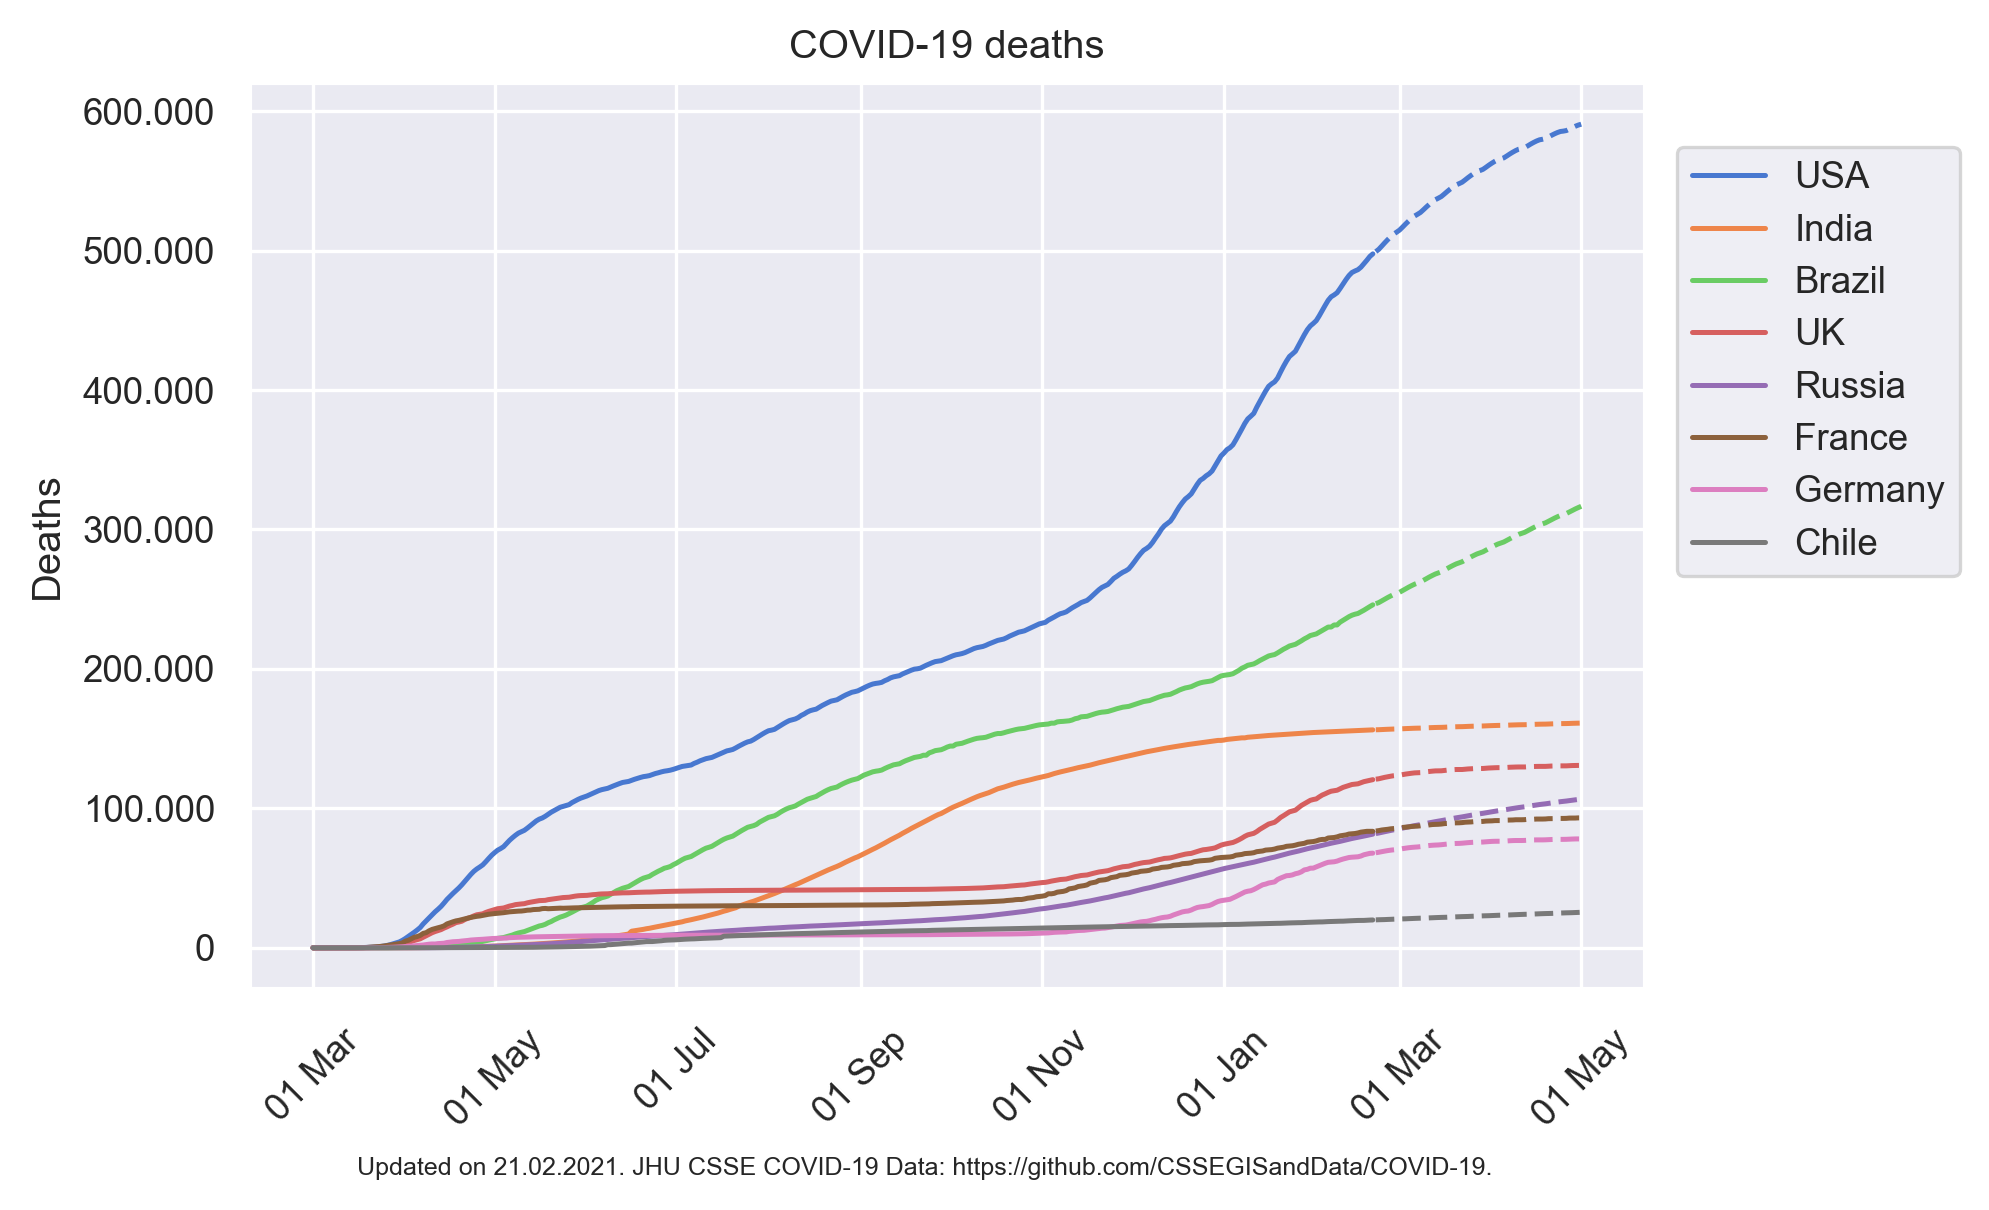 COVID-19 deaths
600.000
500.000
400.000
300.000
200.000
100.000
0
Deaths
USA
India
Brazil
UK
Russia
France
Germany
Chile
01 Mar
01 May
01 Jul
01 Sep
01 Nov
01 Jan
01 Mar
01 May
Updated on 21.02.2021. JHU CSSE COVID-19 Data: https://github.com/CSSEGISandData/COVID-19.